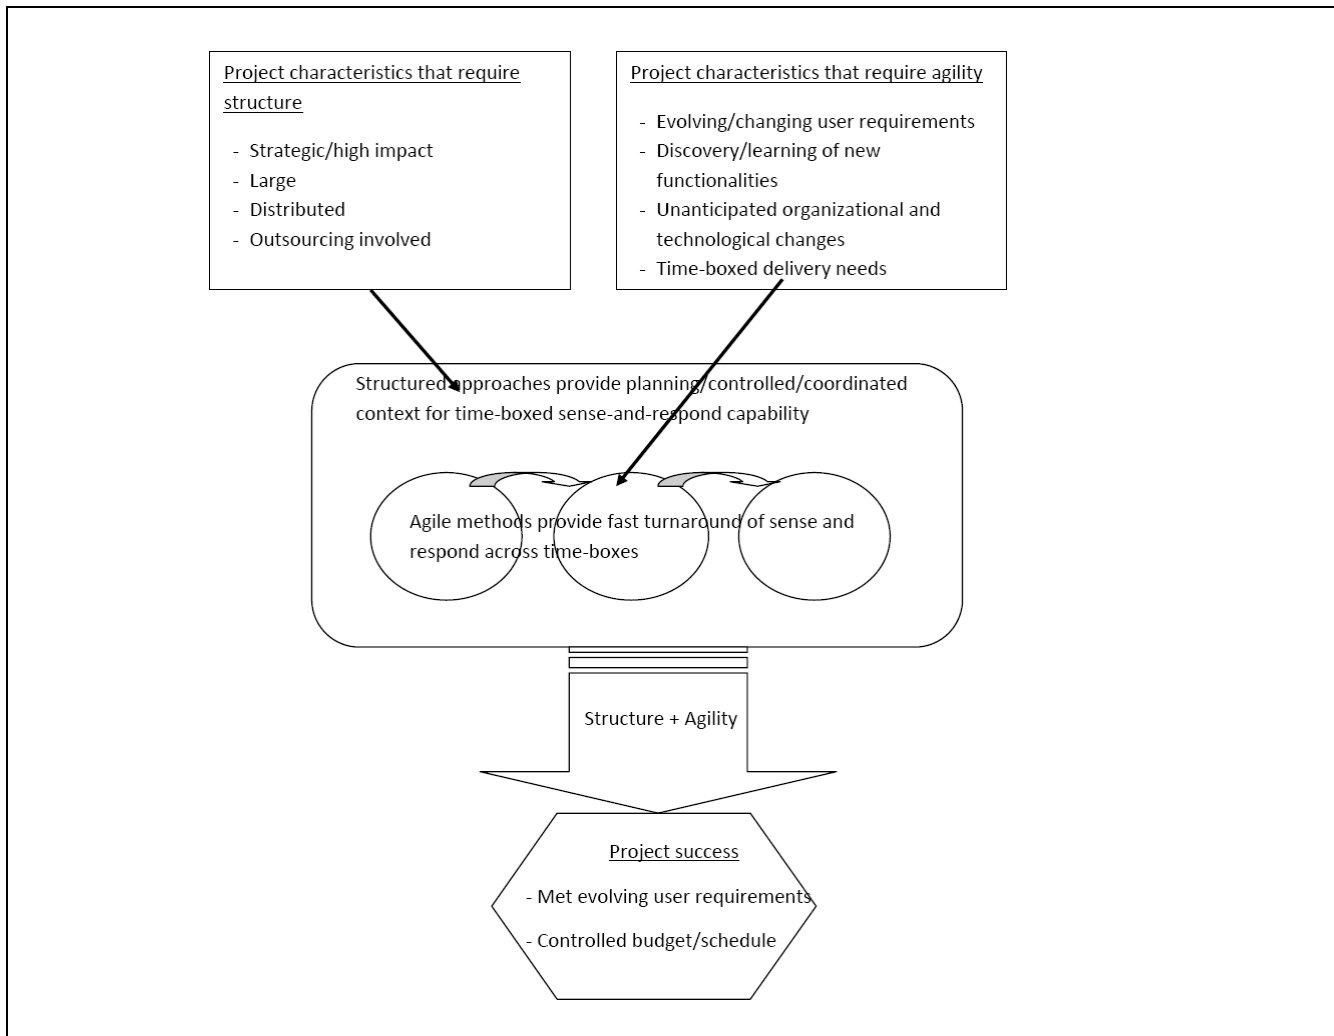 Project characteristics that require
structure
- Strategic/high impact
- Large
- Distributed
- Outsourcing involved
Project characteristics that require agility
- Evolving/changing user requirements
- Discovery/learning of new
functionalities
- Unanticipated organizational and
technological changes
- Time-boxed delivery needs
Structured approaches provide planning/controlled/coordinated
context for time-boxed sense-and-respond capability
Agile methods provide fast turnaround of sense and
respond across time-boxes
Structure + Agility
Project success
- Met evolving user requirements
- Controlled budget/schedule